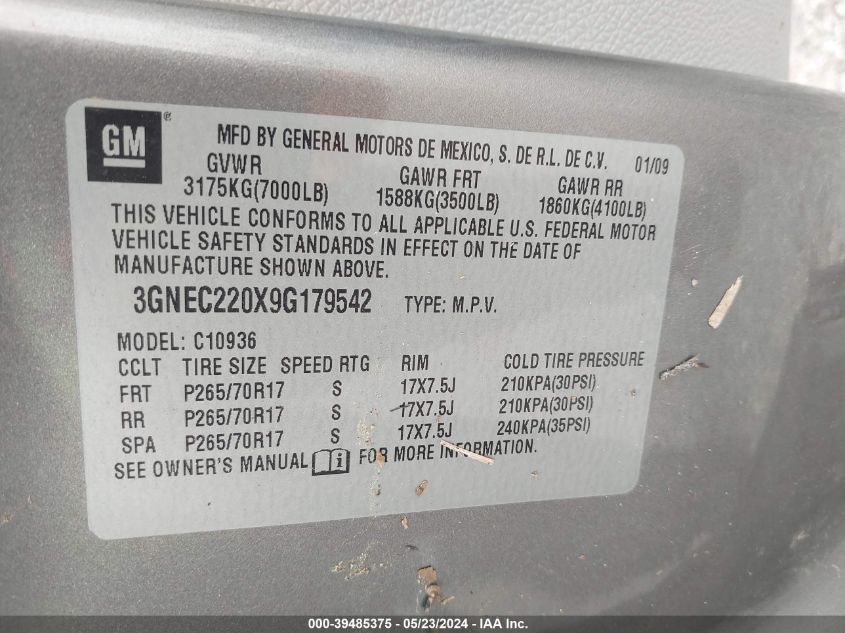 GM® MFD BY GENERAL MOTORS DE MEXICO, S. DE R.L. DE C.V. 01/09
GVWR GAWR FRT GAWR RR
3175KG(7000LB) 1588KG(3500LB) 1860KG(4100LB)
THIS VEHICLE CONFORMS TO ALL APPLICABLE U.S. FEDERAL MOTOR
VEHICLE SAFETY STANDARDS IN EFFECT ON THE DATE OF
MANUFACTURE SHOWN ABOVE.
3GNEC220X9G179542 TYPE: M.P.V.
MODEL: C10936
CCLT TIRE SIZE SPEED RTG RIM COLD TIRE PRESSURE
FRT P265/70R17 S 17X7.5J 210KPA(30PSI)
RR P265/70R17 S 17X7.5J 210KPA(30PSI)
SPA P265/70R17 S 17X7.5J 240KPA(35PSI)
SEE OWNER'S MANUAL i FOR MORE INFORMATION.
000-39485375 - 05/23/2024 - IAA Inc.